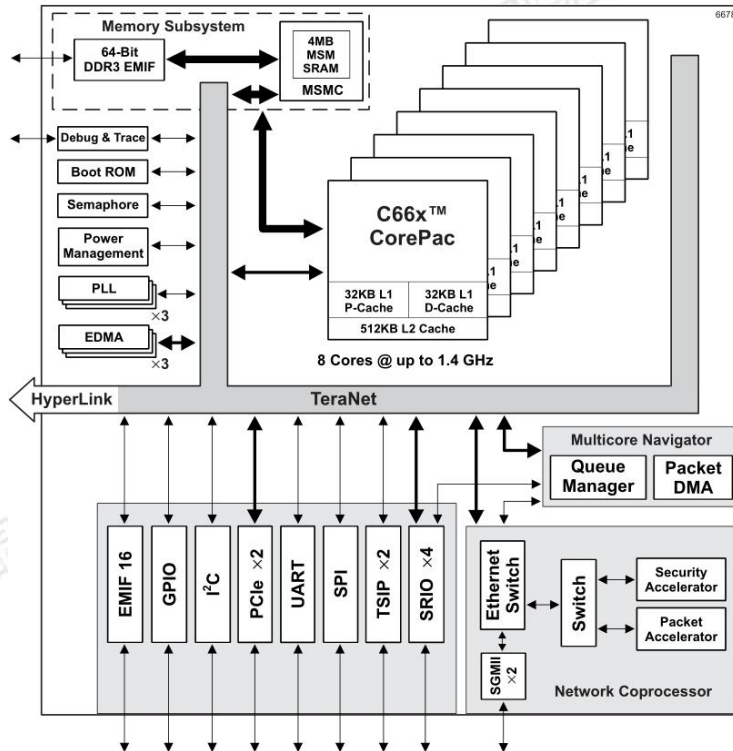 6678
Memory Subsystem
64-Bit
DDR3 EMIF
4MB
MSM
SRAM
MSMC
Debug & Trace
Boot ROM
Semaphore
Power
Management
PLL
×3
EDMA
×3
C66x™
CorePac
32KB L1
P-Cache
32KB L1
D-Cache
512KB L2 Cache
8 Cores @ up to 1.4 GHz
HyperLink
TeraNet
Multicore Navigator
Queue
Manager
Packet
DMA
EMIF 16
GPIO
I²C
PCIe ×2
UART
SPI
TSIP ×2
SRIO ×4
Ethernet
Switch
Switch
Security
Accelerator
Packet
Accelerator
SGMII
×2
Network Coprocessor